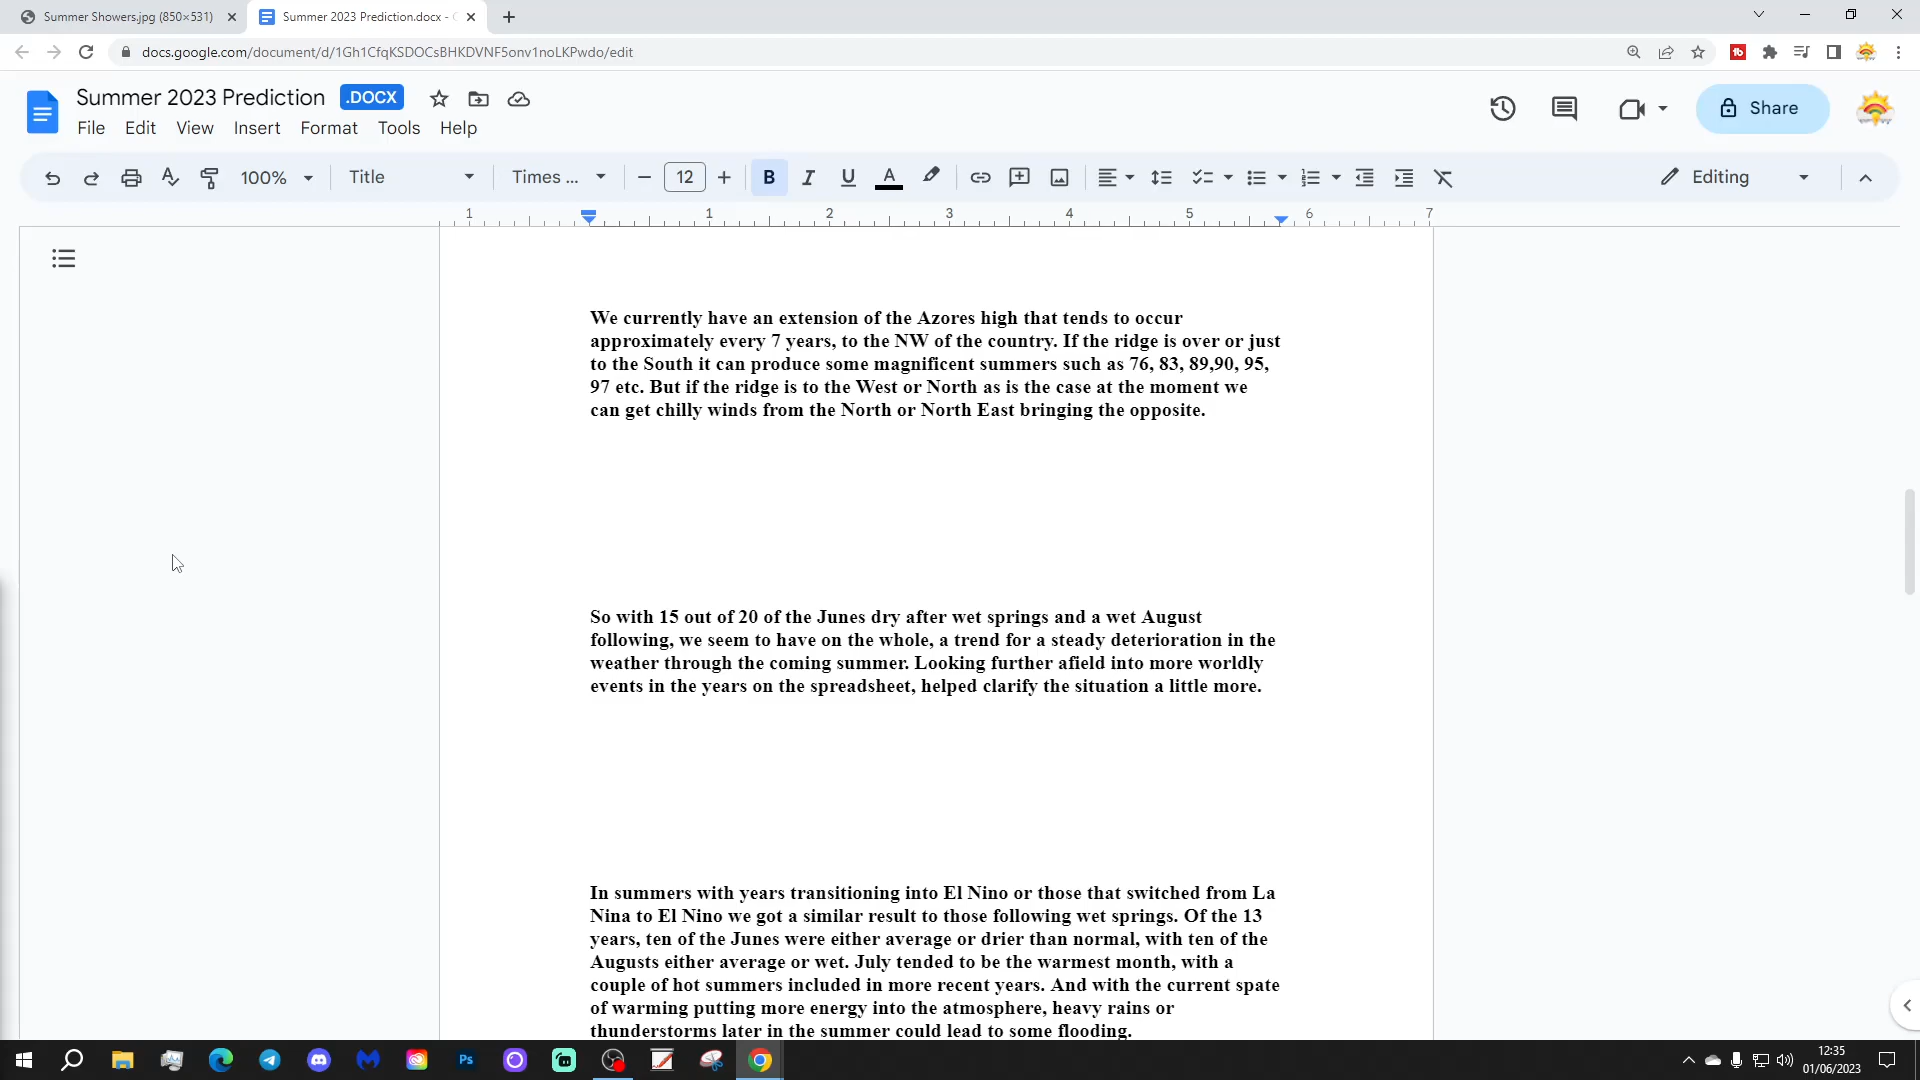 Summer Showers.jpg (850×531)
Summer 2023 Prediction.docx -
docs.google.com/document/d/1Gh1CfqKSDOCsBHKDVNF5onv1noLKPwdo/edit
Summer 2023 Prediction .DOCX
File Edit View Insert Format Tools Help
Share
100% Title Times ... 12 B I U A Editing
1 1 2 3 4 5 6 7
We currently have an extension of the Azores high that tends to occur
approximately every 7 years, to the NW of the country. If the ridge is over or just
to the South it can produce some magnificent summers such as 76, 83, 89,90, 95,
97 etc. But if the ridge is to the West or North as is the case at the moment we
can get chilly winds from the North or North East bringing the opposite.
So with 15 out of 20 of the Junes dry after wet springs and a wet August
following, we seem to have on the whole, a trend for a steady deterioration in the
weather through the coming summer. Looking further afield into more worldly
events in the years on the spreadsheet, helped clarify the situation a little more.
In summers with years transitioning into El Nino or those that switched from La
Nina to El Nino we got a similar result to those following wet springs. Of the 13
years, ten of the Junes were either average or drier than normal, with ten of the
Augusts either average or wet. July tended to be the warmest month, with a
couple of hot summers included in more recent years. And with the current spate
of warming putting more energy into the atmosphere, heavy rains or
thunderstorms later in the summer could lead to some flooding.
Ps
12:35
01/06/2023